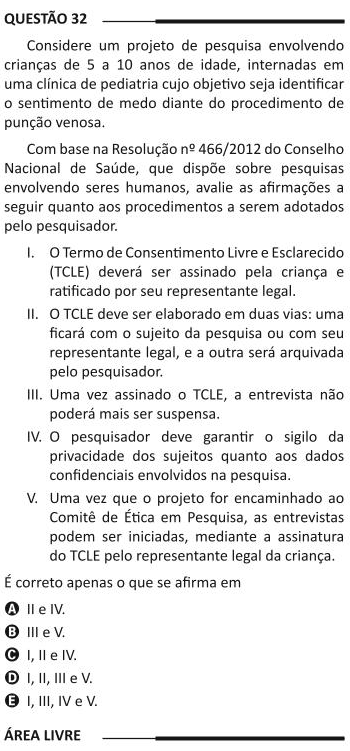 QUESTÃO 32
Considere um projeto de pesquisa envolvendo
crianças de 5 a 10 anos de idade, internadas em
uma clínica de pediatria cujo objetivo seja identificar
o sentimento de medo diante do procedimento de
punção venosa.
Com base na Resolução nº 466/2012 do Conselho
Nacional de Saúde, que dispõe sobre pesquisas
envolvendo seres humanos, avalie as afirmações a
seguir quanto aos procedimentos a serem adotados
pelo pesquisador.
I. O Termo de Consentimento Livre e Esclarecido
(TCLE) deverá ser assinado pela criança e
ratificado por seu representante legal.
II. O TCLE deve ser elaborado em duas vias: uma
ficará com o sujeito da pesquisa ou com seu
representante legal, e a outra será arquivada
pelo pesquisador.
III. Uma vez assinado o TCLE, a entrevista não
poderá mais ser suspensa.
IV. O pesquisador deve garantir o sigilo da
privacidade dos sujeitos quanto aos dados
confidenciais envolvidos na pesquisa.
V. Uma vez que o projeto for encaminhado ao
Comitê de Ética em Pesquisa, as entrevistas
podem ser iniciadas, mediante a assinatura
do TCLE pelo representante legal da criança.
É correto apenas o que se afirma em
A II e IV.
B III e V.
C I, II e IV.
D I, II, III e V.
E I, III, IV e V.
ÁREA LIVRE